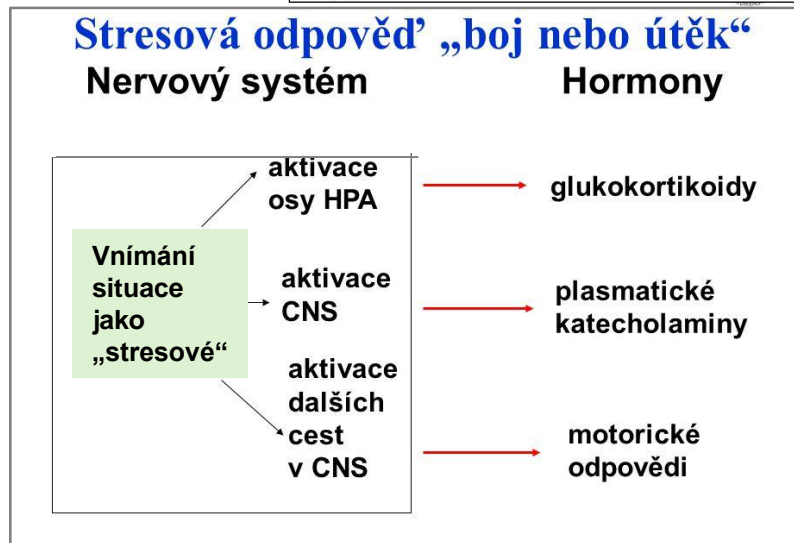 Stresová odpověď „boj nebo útěk“
Nervový systém
Hormony
Vnímání
situace
jako
„stresové“
aktivace
osy HPA
glukokortikoidy
aktivace
CNS
plasmatické
katecholaminy
aktivace
dalších
cest
v CNS
motorické
odpovědi